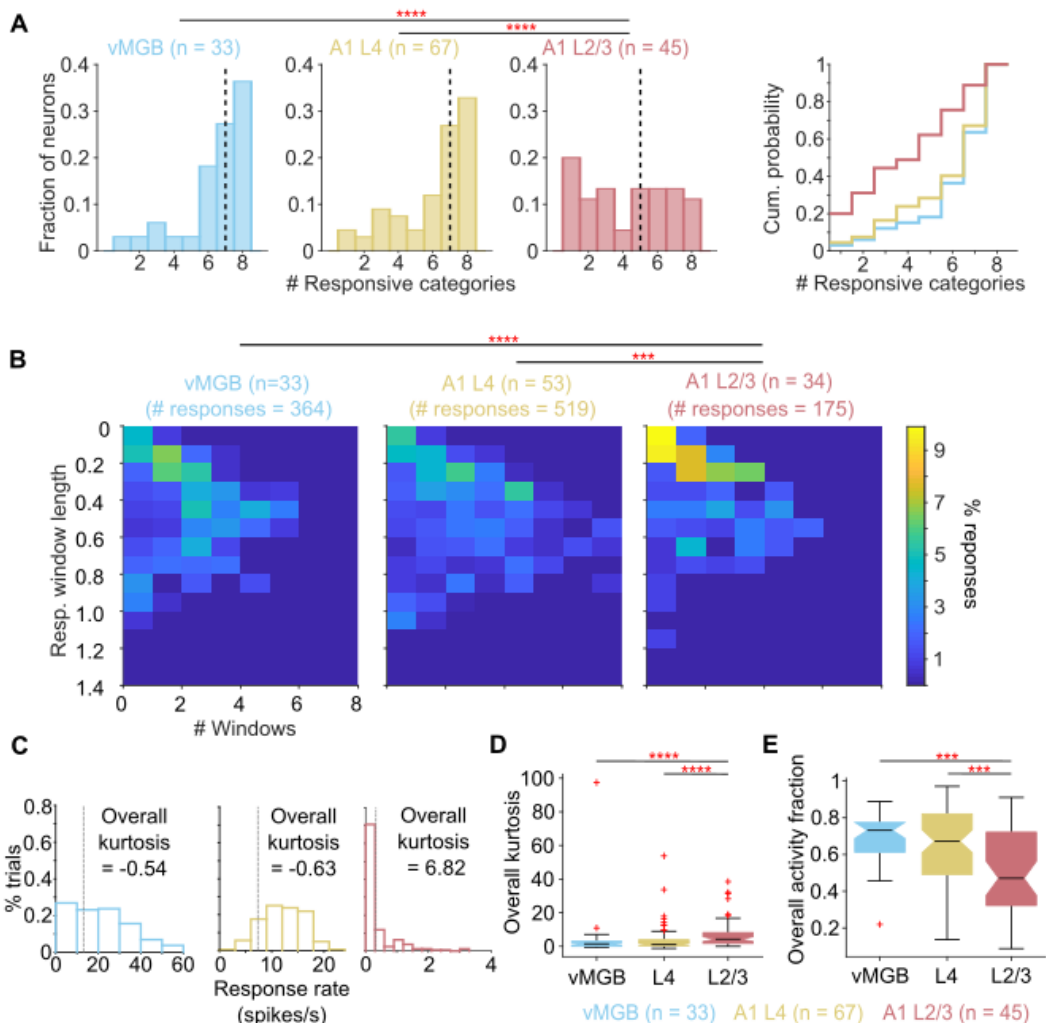 A
****
****
vMGB (n = 33)
A1 L4 (n = 67)
A1 L2/3 (n = 45)
0.4
0.3
0.2
0.1
0
Fraction of neurons
2 4 6 8
0.4
0.3
0.2
0.1
0
2 4 6 8
0.4
0.3
0.2
0.1
0
2 4 6 8
# Responsive categories
1
0.8
0.6
0.4
0.2
0
Cum. probability
2 4 6 8
# Responsive categories
B
****
***
vMGB (n=33)
(# responses = 364)
A1 L4 (n = 53)
(# responses = 519)
A1 L2/3 (n = 34)
(# responses = 175)
0
0.2
0.4
0.6
0.8
1.0
1.2
1.4
Resp. window length
0 2 4 6 8
# Windows
9
7
5
3
1
% reponses
C
0.8
0.6
0.4
0.2
0
% trials
Overall
kurtosis
= -0.54
0 20 40 60
Overall
kurtosis
= -0.63
0 10 20
Overall
kurtosis
= 6.82
0 2 4
Response rate
(spikes/s)
D
****
****
100
80
60
40
20
0
Overall kurtosis
vMGB L4 L2/3
E
***
***
1
0.8
0.6
0.4
0.2
Overall activity fraction
vMGB L4 L2/3
vMGB (n = 33) A1 L4 (n = 67) A1 L2/3 (n = 45)